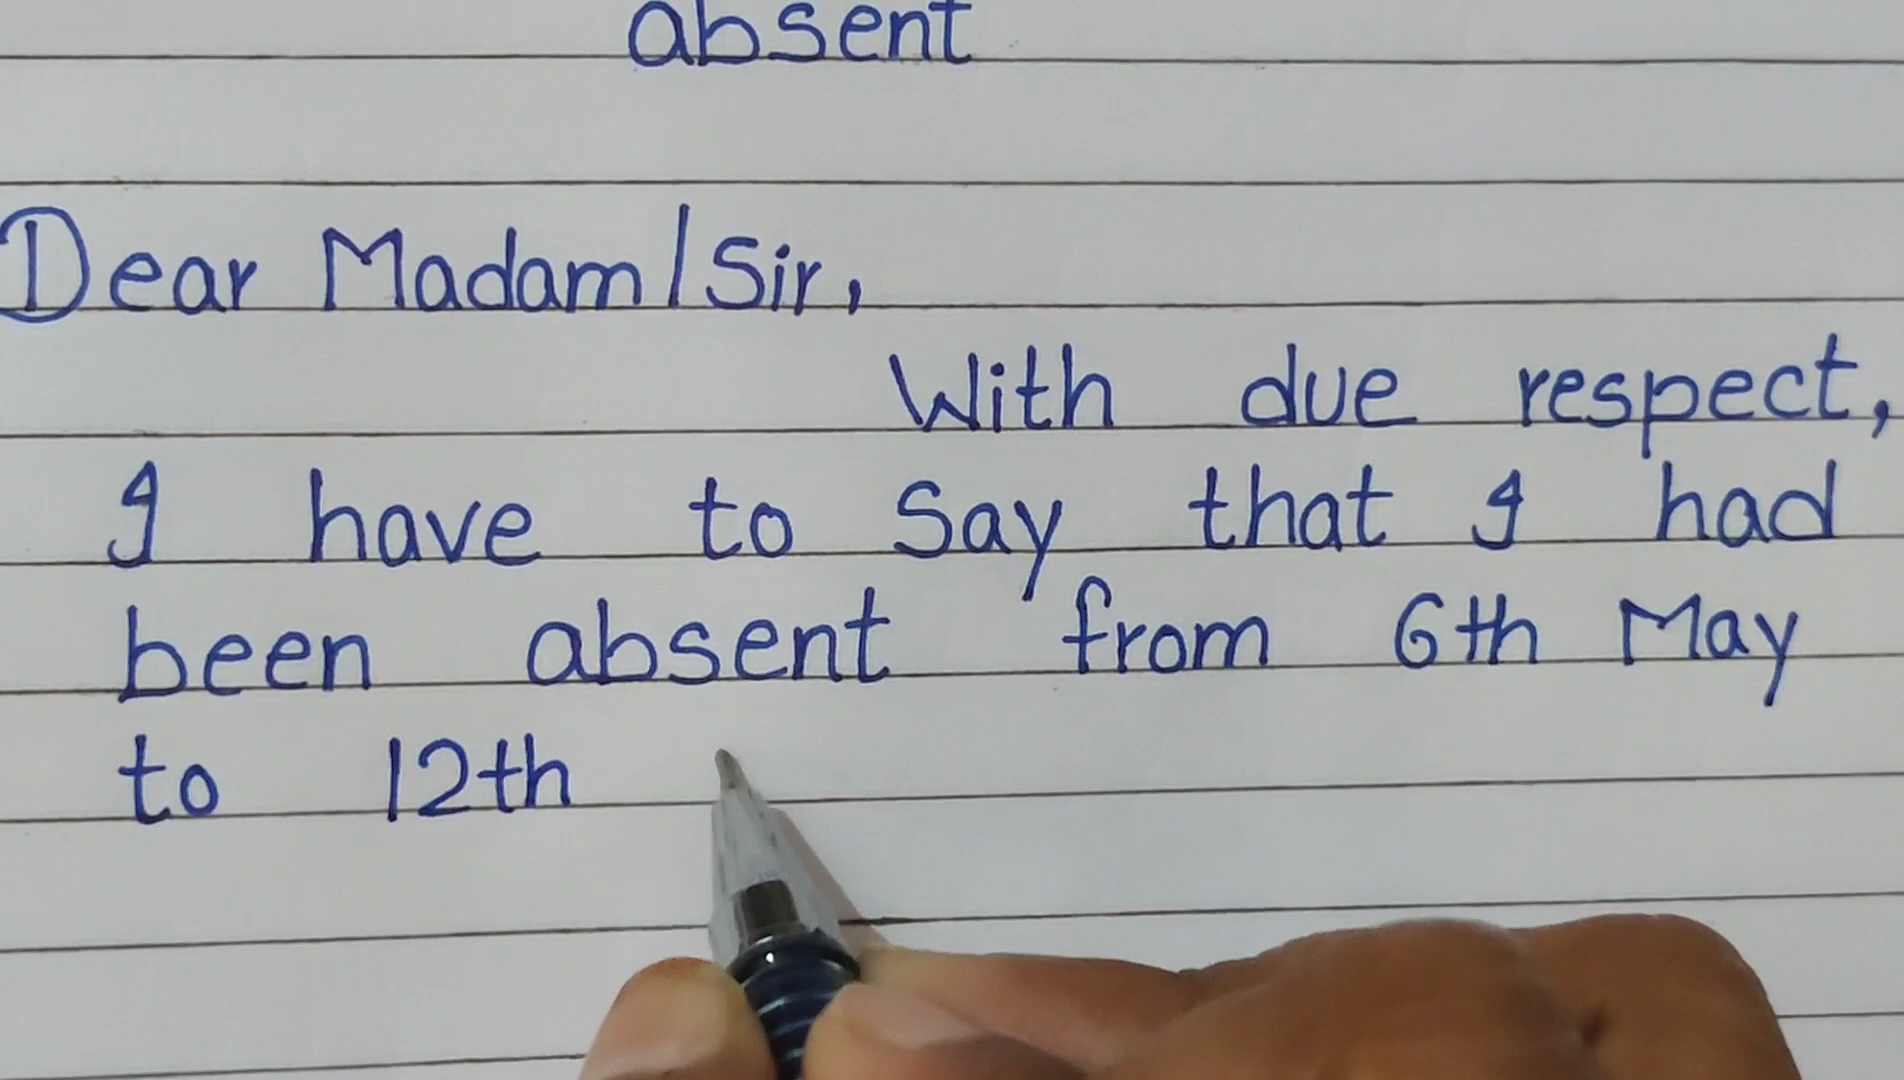 absent
Dear Madam/Sir,
With due respect,
I have to Say that I had
been absent from 6th May
to 12th